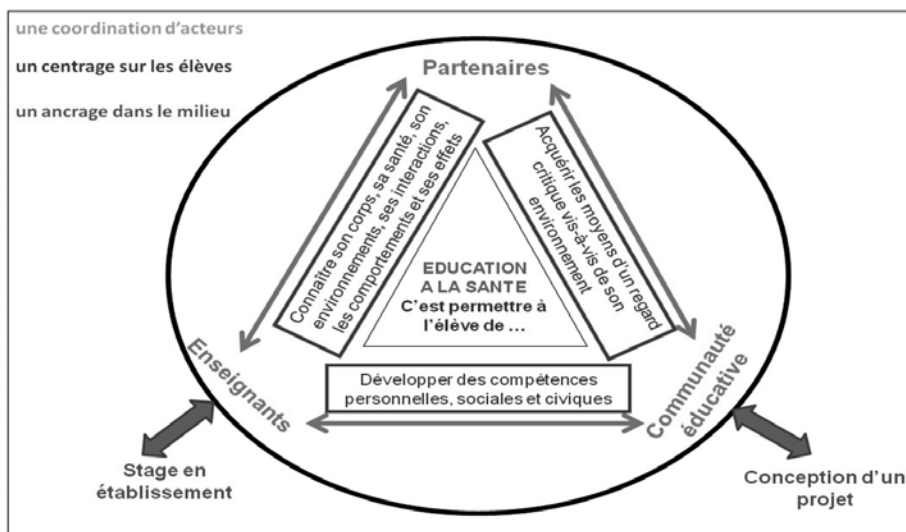 une coordination d'acteurs
un centrage sur les élèves
un ancrage dans le milieu
Partenaires
Connaître son corps, sa santé, son
environnements, ses interactions,
les comportements et ses effets
Acquérir les moyens d'un regard
critique vis-à-vis de son
environnement
EDUCATION
A LA SANTE
C'est permettre à
l'élève de ...
Développer des compétences
personnelles, sociales et civiques
Enseignants
Communauté
éducative
Stage en
établissement
Conception d'un
projet